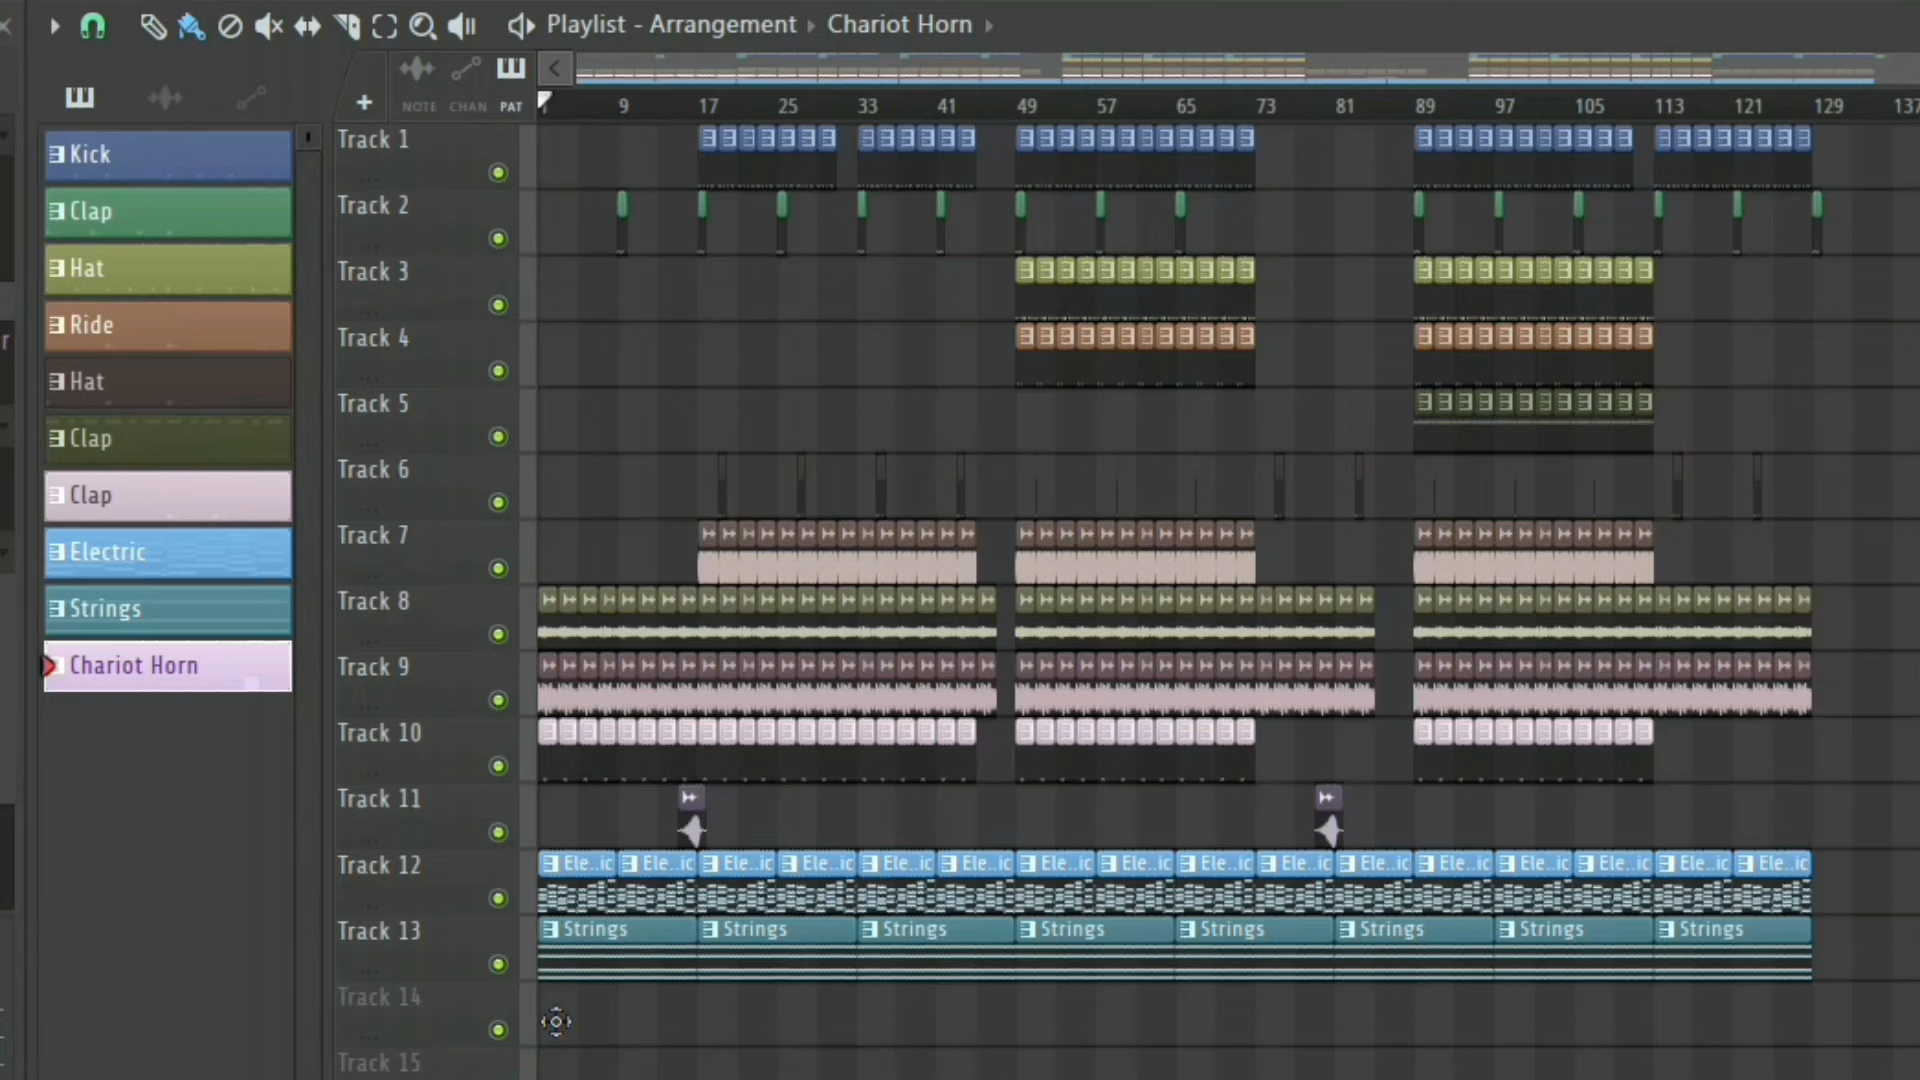 Playlist - Arrangement › Chariot Horn ›
NOTE CHAN PAT
9 17 25 33 41 49 57 65 73 81 89 97 105 113 121 129 137
Kick
Clap
Hat
Ride
Hat
Clap
Clap
Electric
Strings
Chariot Horn
Track 1
Track 2
Track 3
Track 4
Track 5
Track 6
Track 7
Track 8
Track 9
Track 10
Track 11
Track 12
Ele..ic Ele..ic Ele..ic Ele..ic Ele..ic Ele..ic Ele..ic Ele..ic Ele..ic Ele..ic Ele..ic Ele..ic Ele..ic Ele..ic Ele..ic Ele..ic
Track 13
Strings Strings Strings Strings Strings Strings Strings Strings
Track 14
Track 15